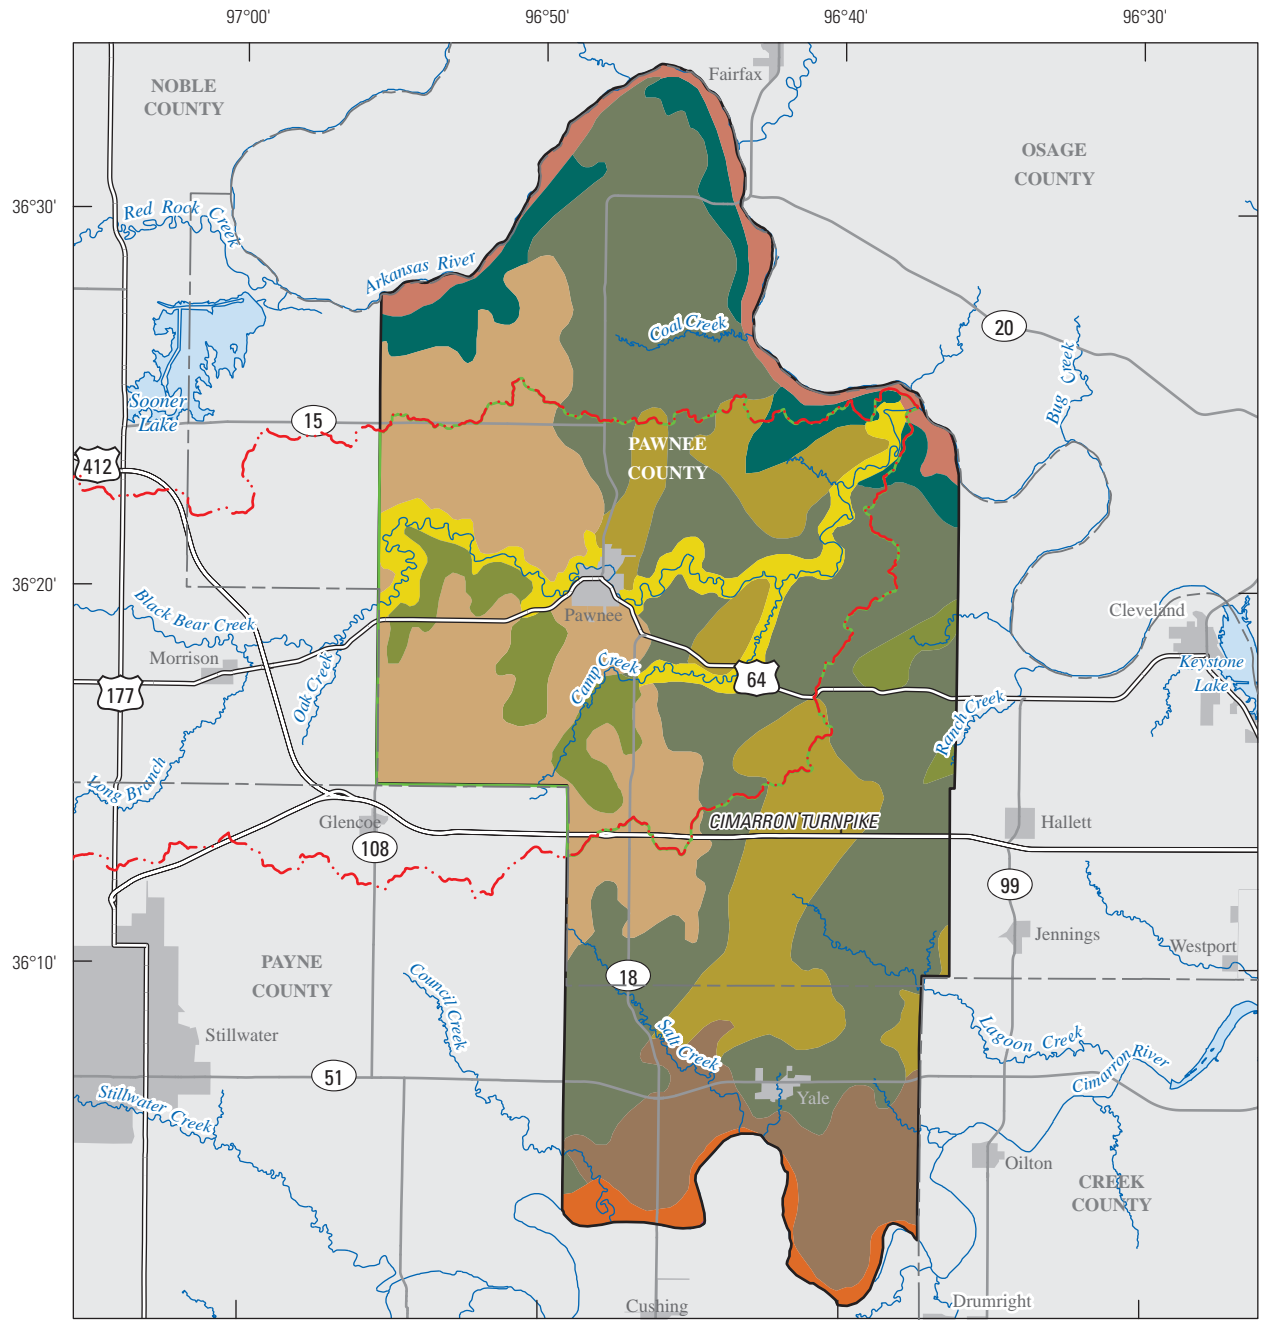 97°00'
96°50'
96°40'
96°30'
36°30'
36°20'
36°10'
NOBLE
COUNTY
Fairfax
OSAGE
COUNTY
Red Rock Creek
Arkansas River
Coal Creek
20
Bug Creek
Sooner
Lake
15
PAWNEE
COUNTY
412
Black Bear Creek
Morrison
Oak Creek
Pawnee
Camp Creek
64
Cleveland
Keystone
Lake
177
Ranch Creek
Long Branch
Glencoe
108
CIMARRON TURNPIKE
Hallett
99
Jennings
Westport
PAYNE
COUNTY
Council Creek
18
Stillwater
Salt Creek
Lagoon Creek
Cimarron River
51
Yale
Stillwater Creek
Oilton
CREEK
COUNTY
Cushing
Drumright